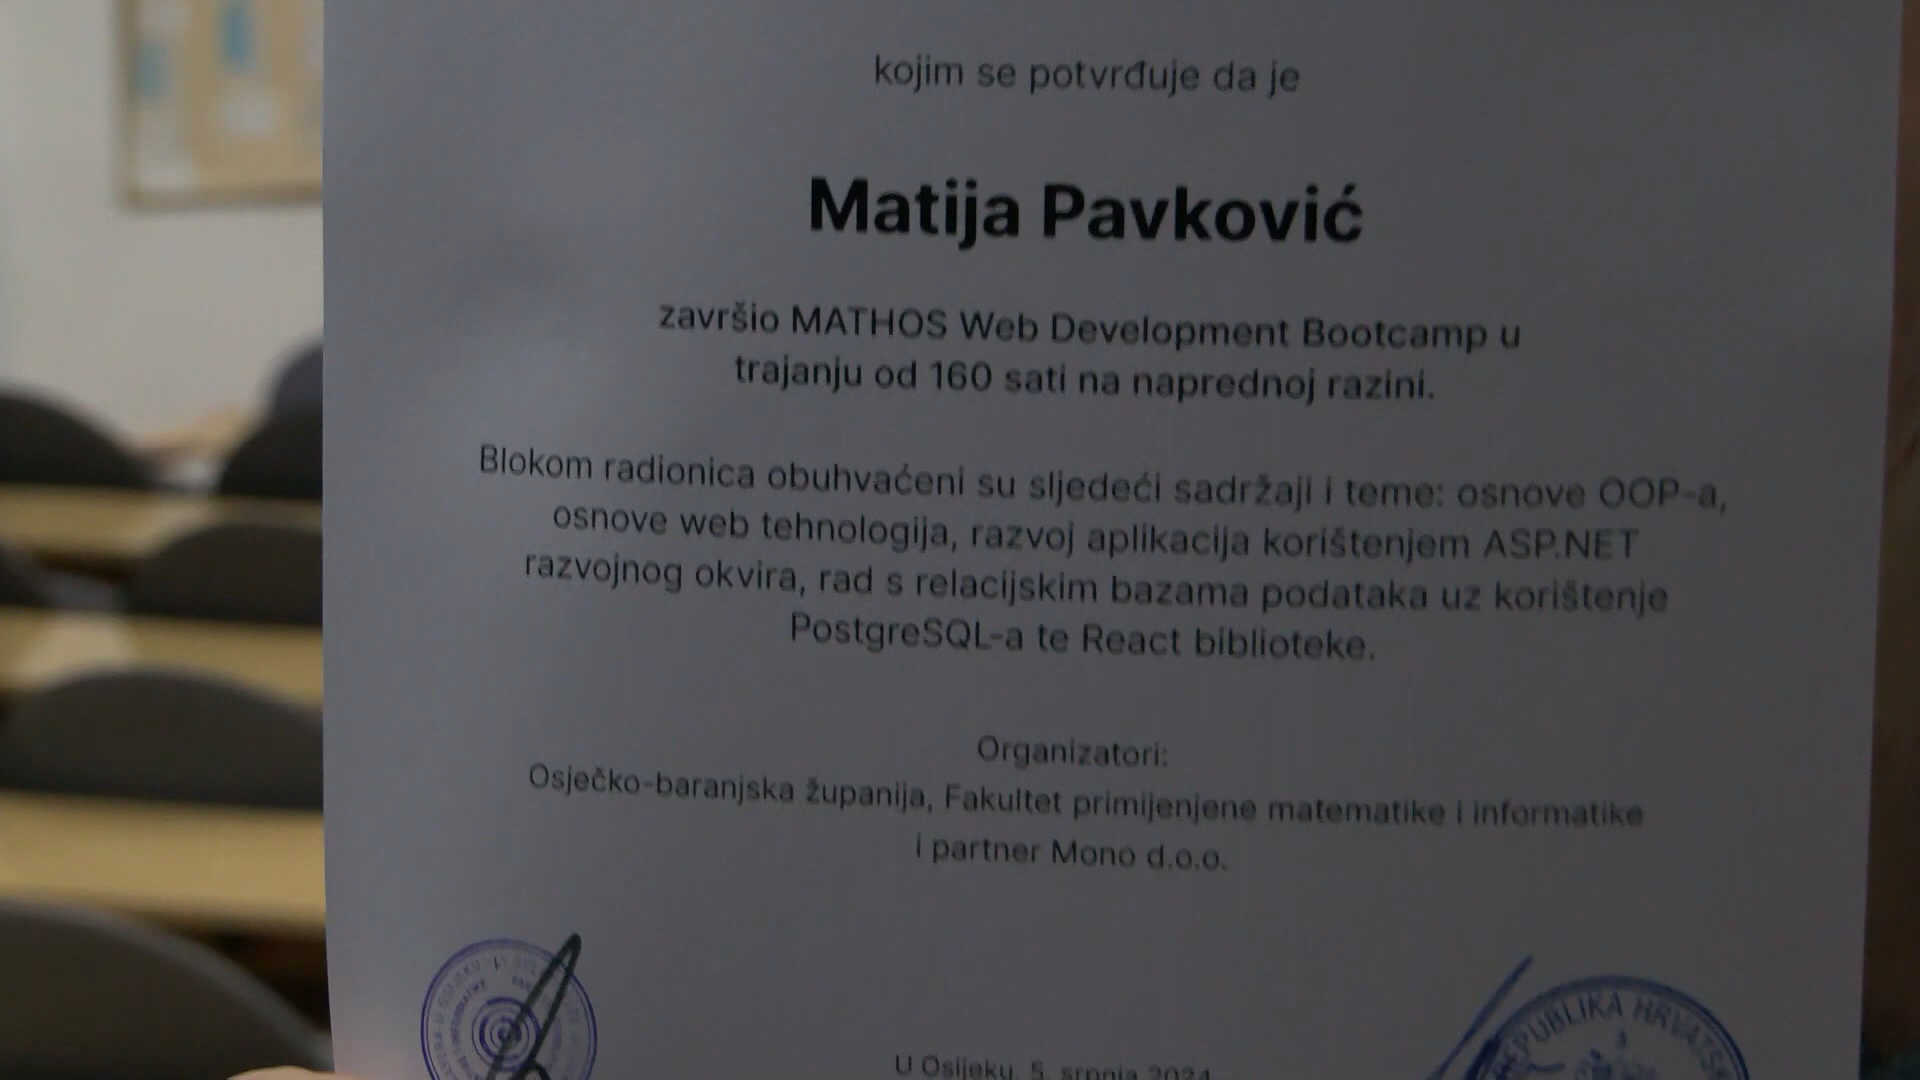 kojim se potvrđuje da je
Matija Pavković
završio MATHOS Web Development Bootcamp u
trajanju od 160 sati na naprednoj razini.
Blokom radionica obuhvaćeni su sljedeći sadržaji i teme: osnove OOP-a,
osnove web tehnologija, razvoj aplikacija korištenjem ASP.NET
razvojnog okvira, rad s relacijskim bazama podataka uz korištenje
PostgreSQL-a te React biblioteke.
Organizatori:
Osječko-baranjska županija, Fakultet primijenjene matematike i informatike
i partner Mono d.o.o.
REPUBLIKA HRVATSK
U Osijeku, 5. srpnja 2024.